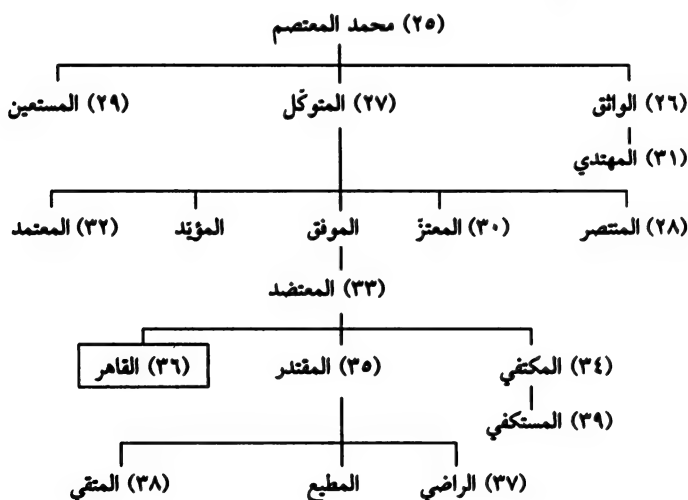 (٢٥) محمد المعتصم
(٢٦) الواثق (٢٧) المتوكّل (٢٩) المستعين
(٣١) المهتدي
(٢٨) المنتصر (٣٠) المعتزّ الموفق المؤيّد (٣٢) المعتمد
(٣٣) المعتضد
(٣٤) المكتفي (٣٥) المقتدر (٣٦) القاهر
(٣٩) المستكفي
(٣٧) الراضي المطيع (٣٨) المتقي